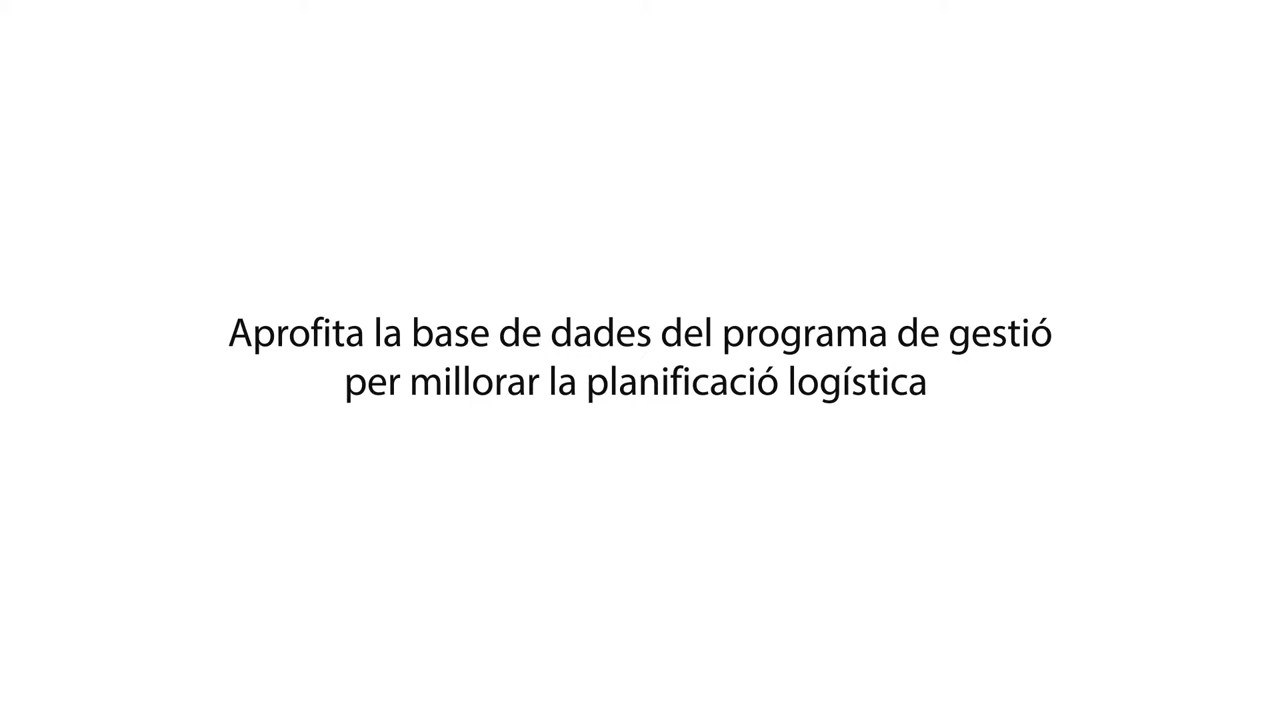 Aprofita la base de dades del programa de gestió
per millorar la planificació logística